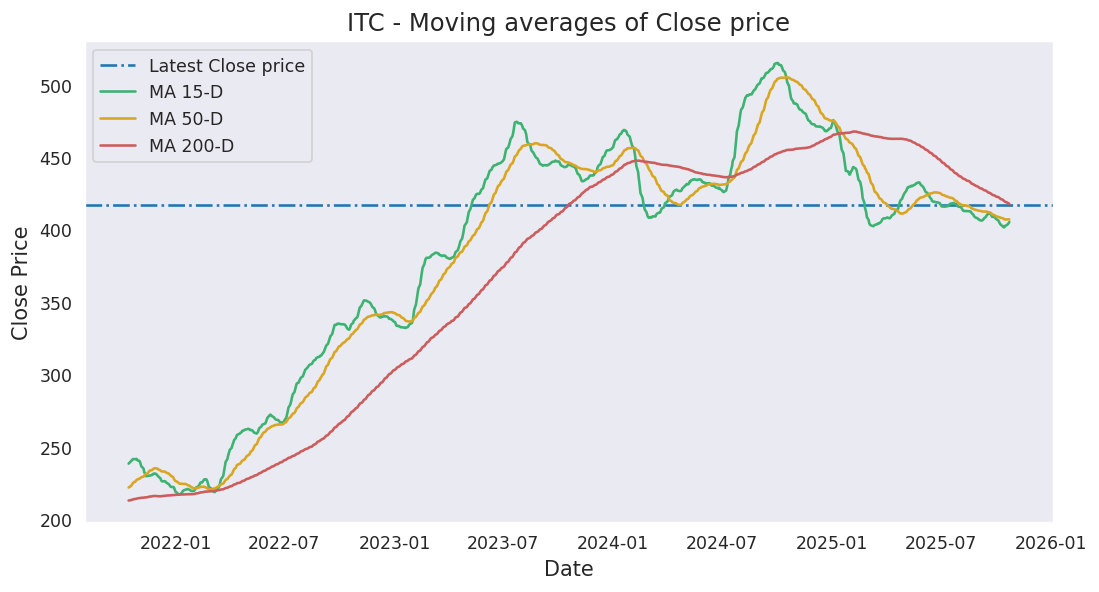 ITC - Moving averages of Close price
Latest Close price
MA 15-D
MA 50-D
MA 200-D
Close Price
500
450
400
350
300
250
200
2022-01 2022-07 2023-01 2023-07 2024-01 2024-07 2025-01 2025-07 2026-01
Date